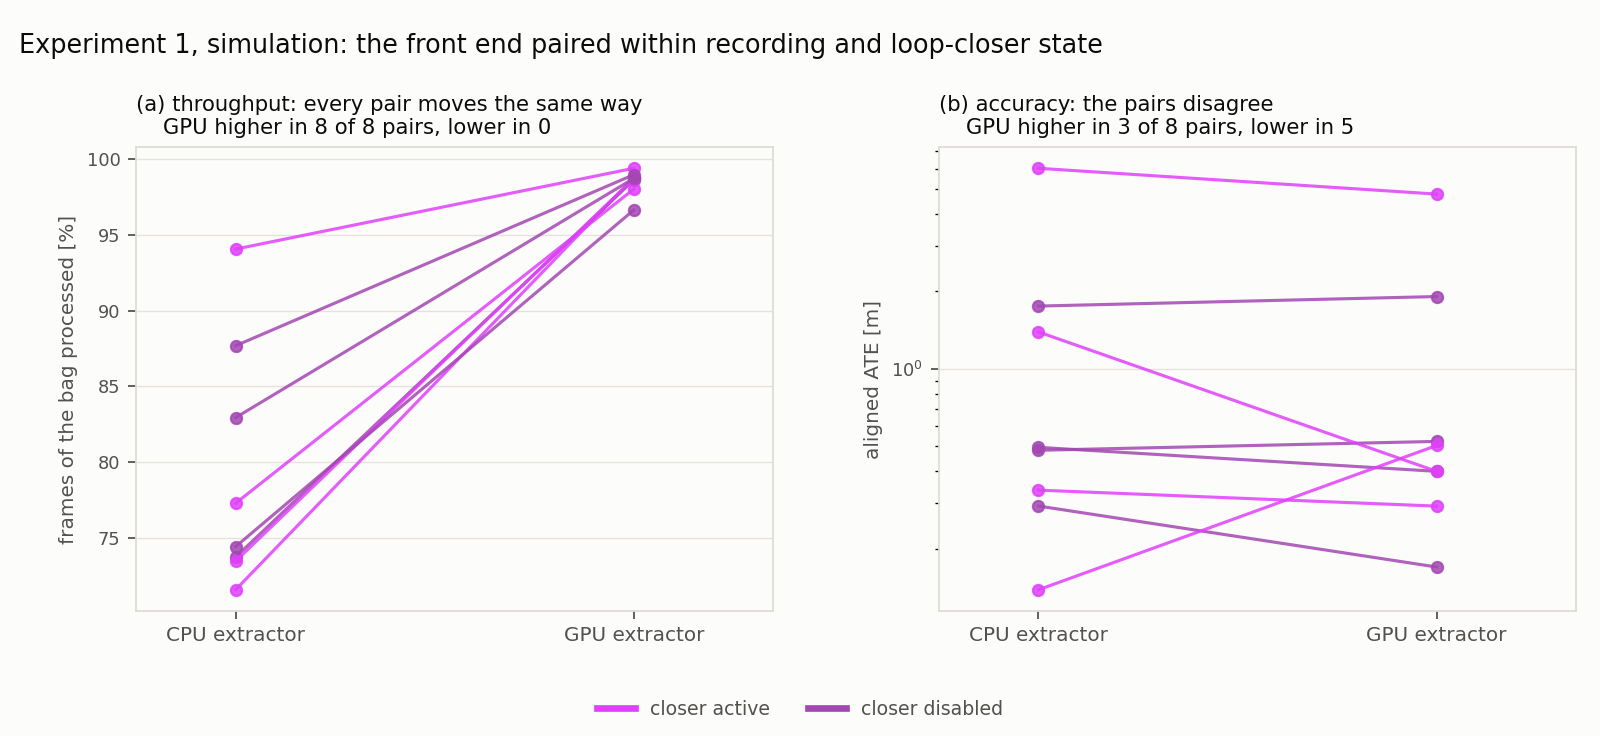 Experiment 1, simulation: the front end paired within recording and loop-closer state
(a) throughput: every pair moves the same way
GPU higher in 8 of 8 pairs, lower in 0
frames of the bag processed [%]
100
95
90
85
80
75
CPU extractor
GPU extractor
(b) accuracy: the pairs disagree
GPU higher in 3 of 8 pairs, lower in 5
aligned ATE [m]
10⁰
CPU extractor
GPU extractor
closer active
closer disabled